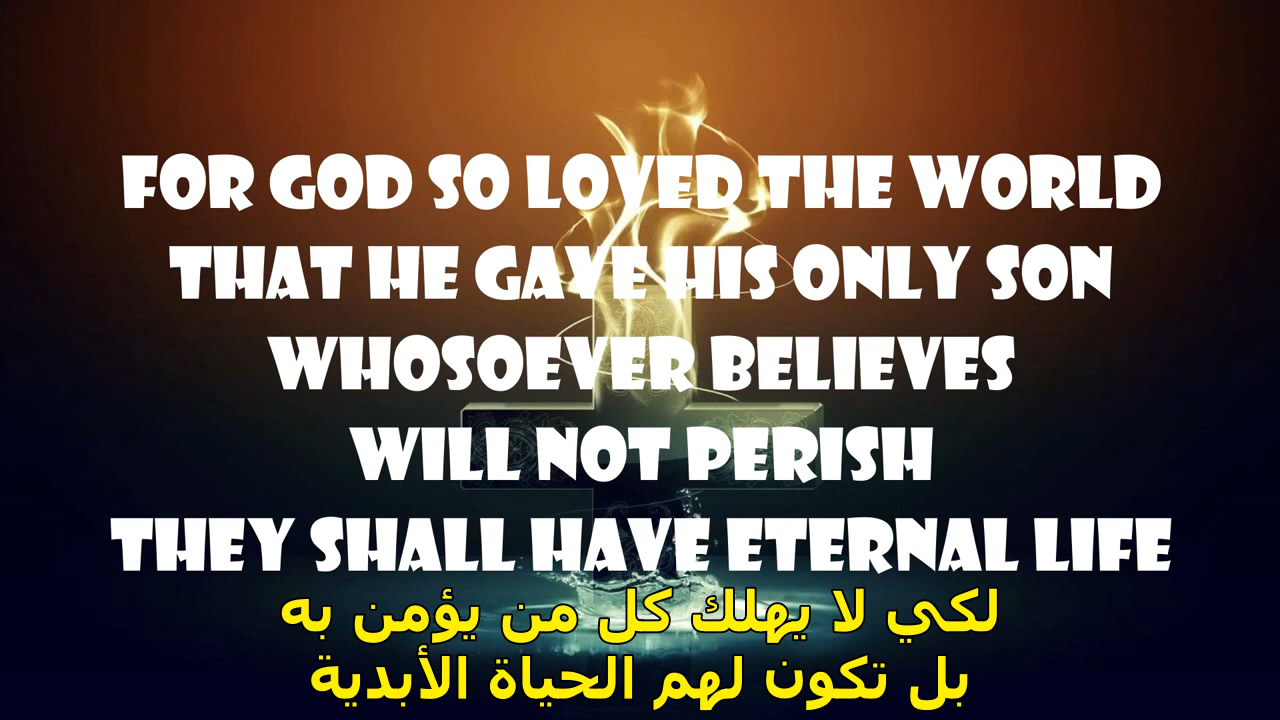 FOR GOD SO LOVED THE WORLD
THAT HE GAVE HIS ONLY SON
WHOSOEVER BELIEVES
WILL NOT PERISH
THEY SHALL HAVE ETERNAL LIFE
لكي لا يهلك كل من يؤمن به
بل تكون لهم الحياة الأبدية